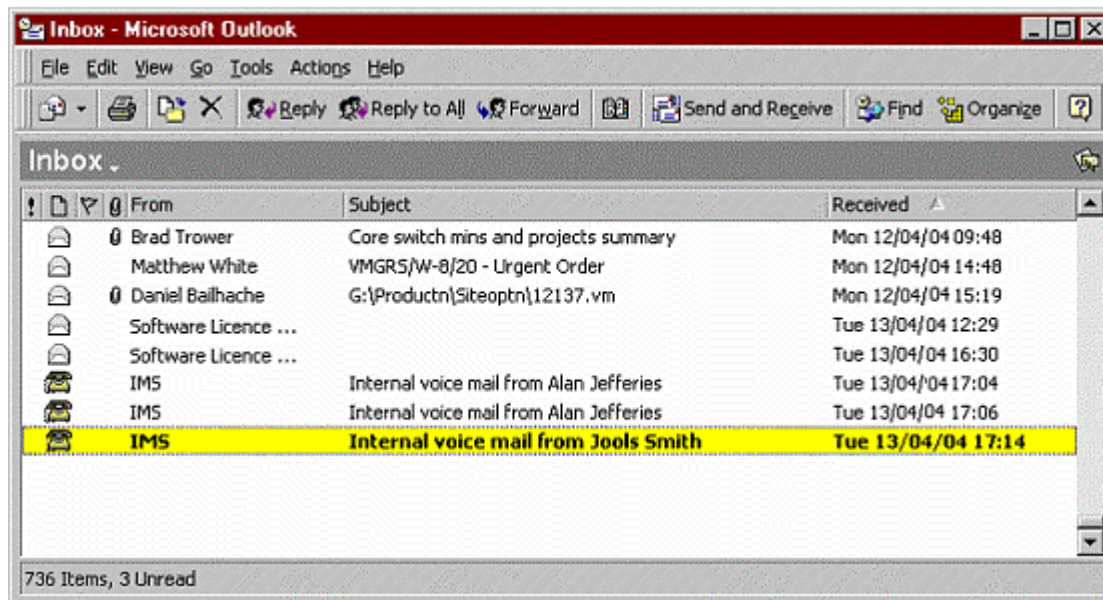 Inbox - Microsoft Outlook
File Edit View Go Tools Actions Help
Reply Reply to All Forward Send and Receive Find Organize
Inbox
! From Subject Received
Brad Trower Core switch mins and projects summary Mon 12/04/04 09:48
Matthew White VMGRS/W-8/20 - Urgent Order Mon 12/04/04 14:48
Daniel Bailhache G:\Productn\Siteoptn\12137.vm Mon 12/04/04 15:19
Software Licence ... Tue 13/04/04 12:29
Software Licence ... Tue 13/04/04 16:30
IMS Internal voice mail from Alan Jefferies Tue 13/04/04 17:04
IMS Internal voice mail from Alan Jefferies Tue 13/04/04 17:06
IMS Internal voice mail from Jools Smith Tue 13/04/04 17:14
736 Items, 3 Unread